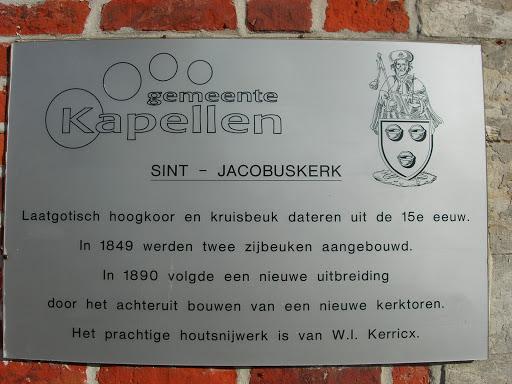 gemeente
Kapellen
SINT - JACOBUSKERK
Laatgotisch hoogkoor en kruisbeuk dateren uit de 15e eeuw.
In 1849 werden twee zijbeuken aangebouwd.
In 1890 volgde een nieuwe uitbreiding
door het achteruit bouwen van een nieuwe kerktoren.
Het prachtige houtsnijwerk is van W.I. Kerricx.